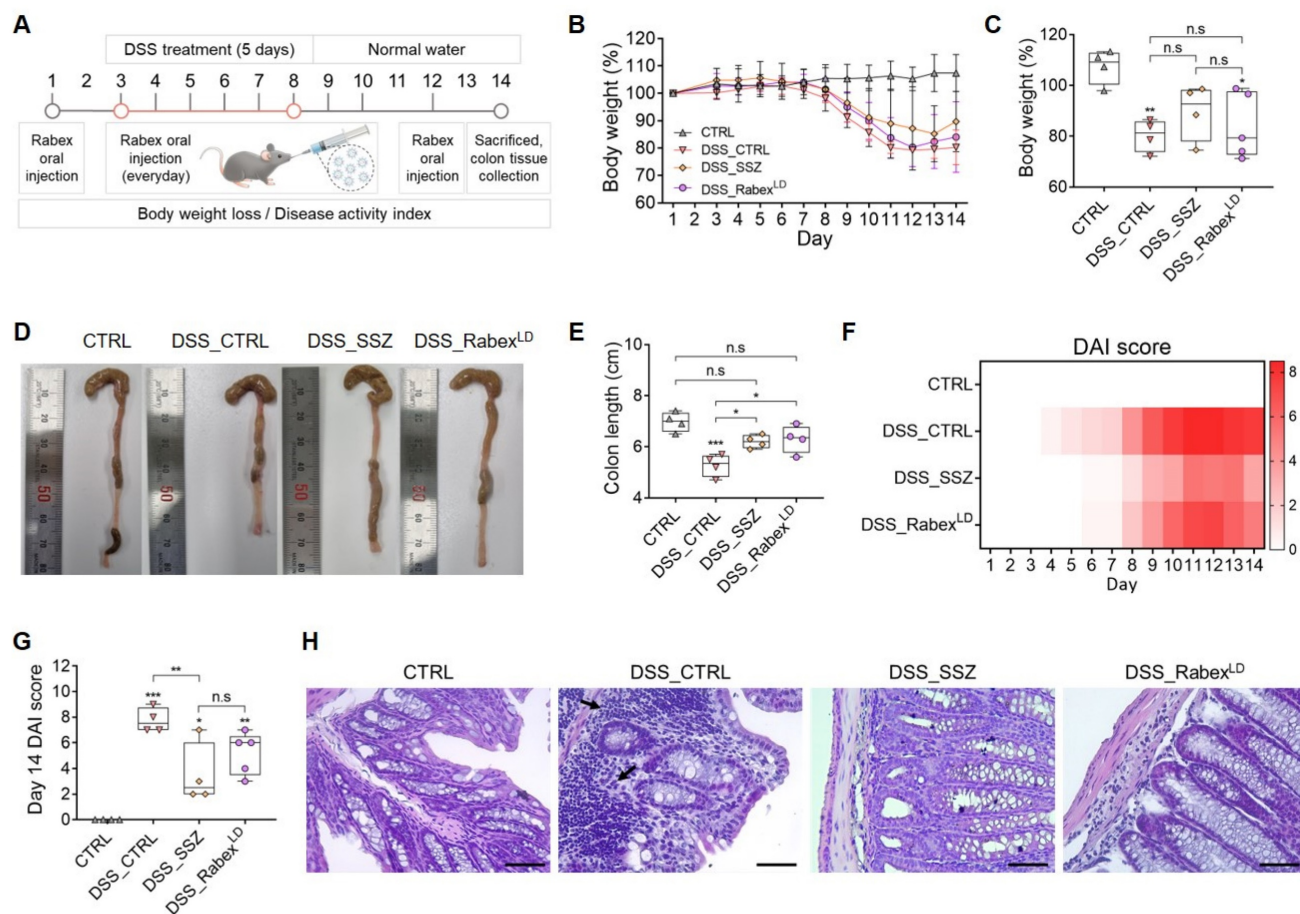 A
DSS treatment (5 days)
Normal water
1 2 3 4 5 6 7 8 9 10 11 12 13 14
Rabex
oral
injection
Rabex oral
injection
(everyday)
Rabex
oral
injection
Sacrificed,
colon tissue
collection
Body weight loss / Disease activity index
B
Body weight (%)
120
110
100
90
80
70
60
CTRL
DSS_CTRL
DSS_SSZ
DSS_Rabex^LD
1 2 3 4 5 6 7 8 9 10 11 12 13 14
Day
C
Body weight (%)
120
100
80
60
n.s
n.s
n.s
**
*
CTRL
DSS_CTRL
DSS_SSZ
DSS_Rabex^LD
D
CTRL DSS_CTRL DSS_SSZ DSS_Rabex^LD
10 20 50 70 80
E
Colon length (cm)
10
8
6
4
n.s
n.s
*
*
***
CTRL
DSS_CTRL
DSS_SSZ
DSS_Rabex^LD
F
DAI score
CTRL
DSS_CTRL
DSS_SSZ
DSS_Rabex^LD
1 2 3 4 5 6 7 8 9 10 11 12 13 14
Day
8
6
4
2
0
G
Day 14 DAI score
12
10
8
6
4
2
0
**
n.s
***
*
**
CTRL
DSS_CTRL
DSS_SSZ
DSS_Rabex^LD
H
CTRL DSS_CTRL DSS_SSZ DSS_Rabex^LD